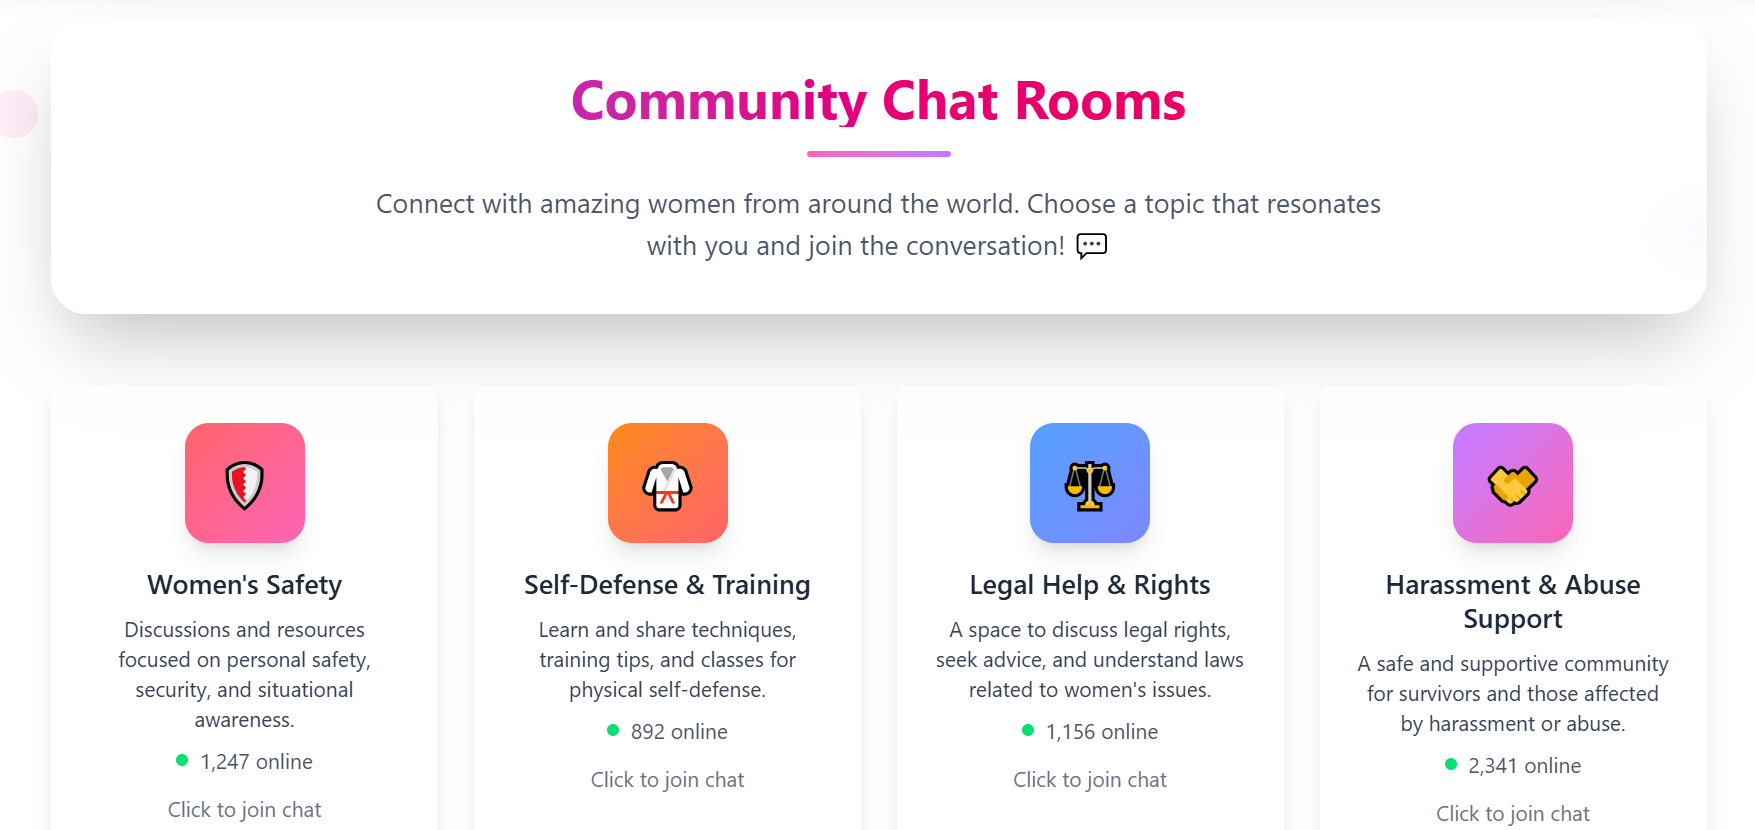 Community Chat Rooms
Connect with amazing women from around the world. Choose a topic that resonates
with you and join the conversation! 💬
Women's Safety
Discussions and resources
focused on personal safety,
security, and situational
awareness.
1,247 online
Click to join chat
Self-Defense & Training
Learn and share techniques,
training tips, and classes for
physical self-defense.
892 online
Click to join chat
Legal Help & Rights
A space to discuss legal rights,
seek advice, and understand laws
related to women's issues.
1,156 online
Click to join chat
Harassment & Abuse
Support
A safe and supportive community
for survivors and those affected
by harassment or abuse.
2,341 online
Click to join chat